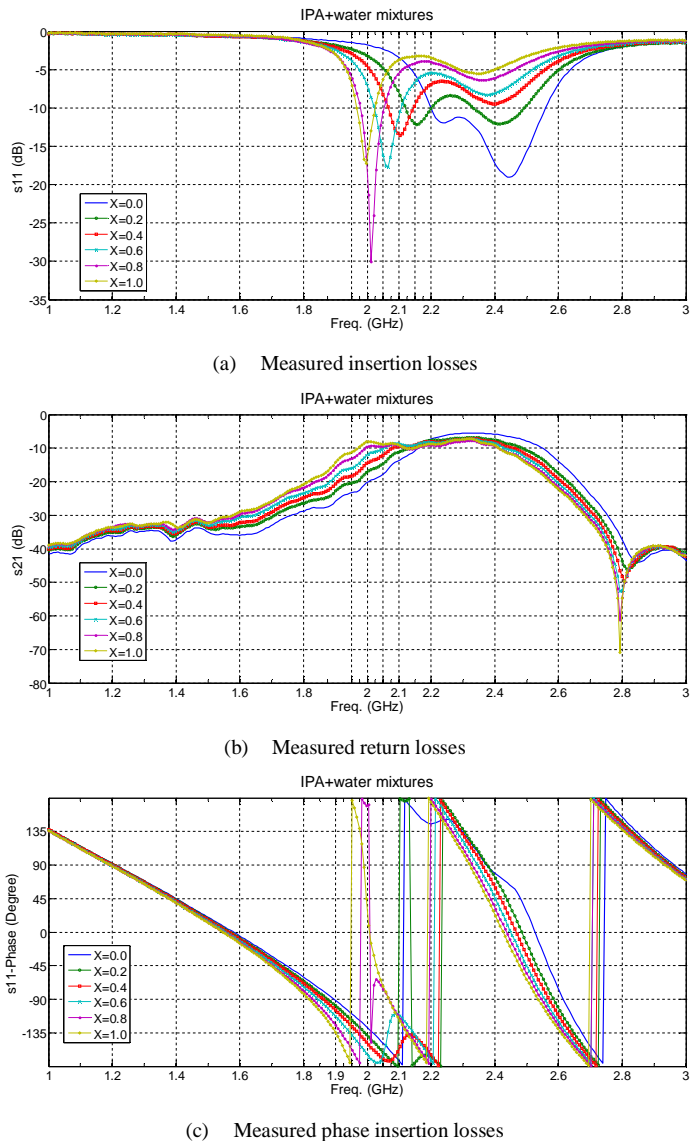 IPA+water mixtures
0
-5
-10
-15
-20
-25
-30
-35
s11 (dB)
X=0.0
X=0.2
X=0.4
X=0.6
X=0.8
X=1.0
1 1.2 1.4 1.6 1.8 2 2.1 2.2 2.4 2.6 2.8 3
Freq. (GHz)
(a) Measured insertion losses
IPA+water mixtures
0
-10
-20
-30
-40
-50
-60
-70
-80
s21 (dB)
X=0.0
X=0.2
X=0.4
X=0.6
X=0.8
X=1.0
1 1.2 1.4 1.6 1.8 2 2.1 2.2 2.4 2.6 2.8 3
Freq. (GHz)
(b) Measured return losses
IPA+water mixtures
135
90
45
0
-45
-90
-135
s11-Phase (Degree)
X=0.0
X=0.2
X=0.4
X=0.6
X=0.8
X=1.0
1 1.2 1.4 1.6 1.8 1.9 2 2.1 2.2 2.4 2.6 2.8 3
Freq. (GHz)
(c) Measured phase insertion losses